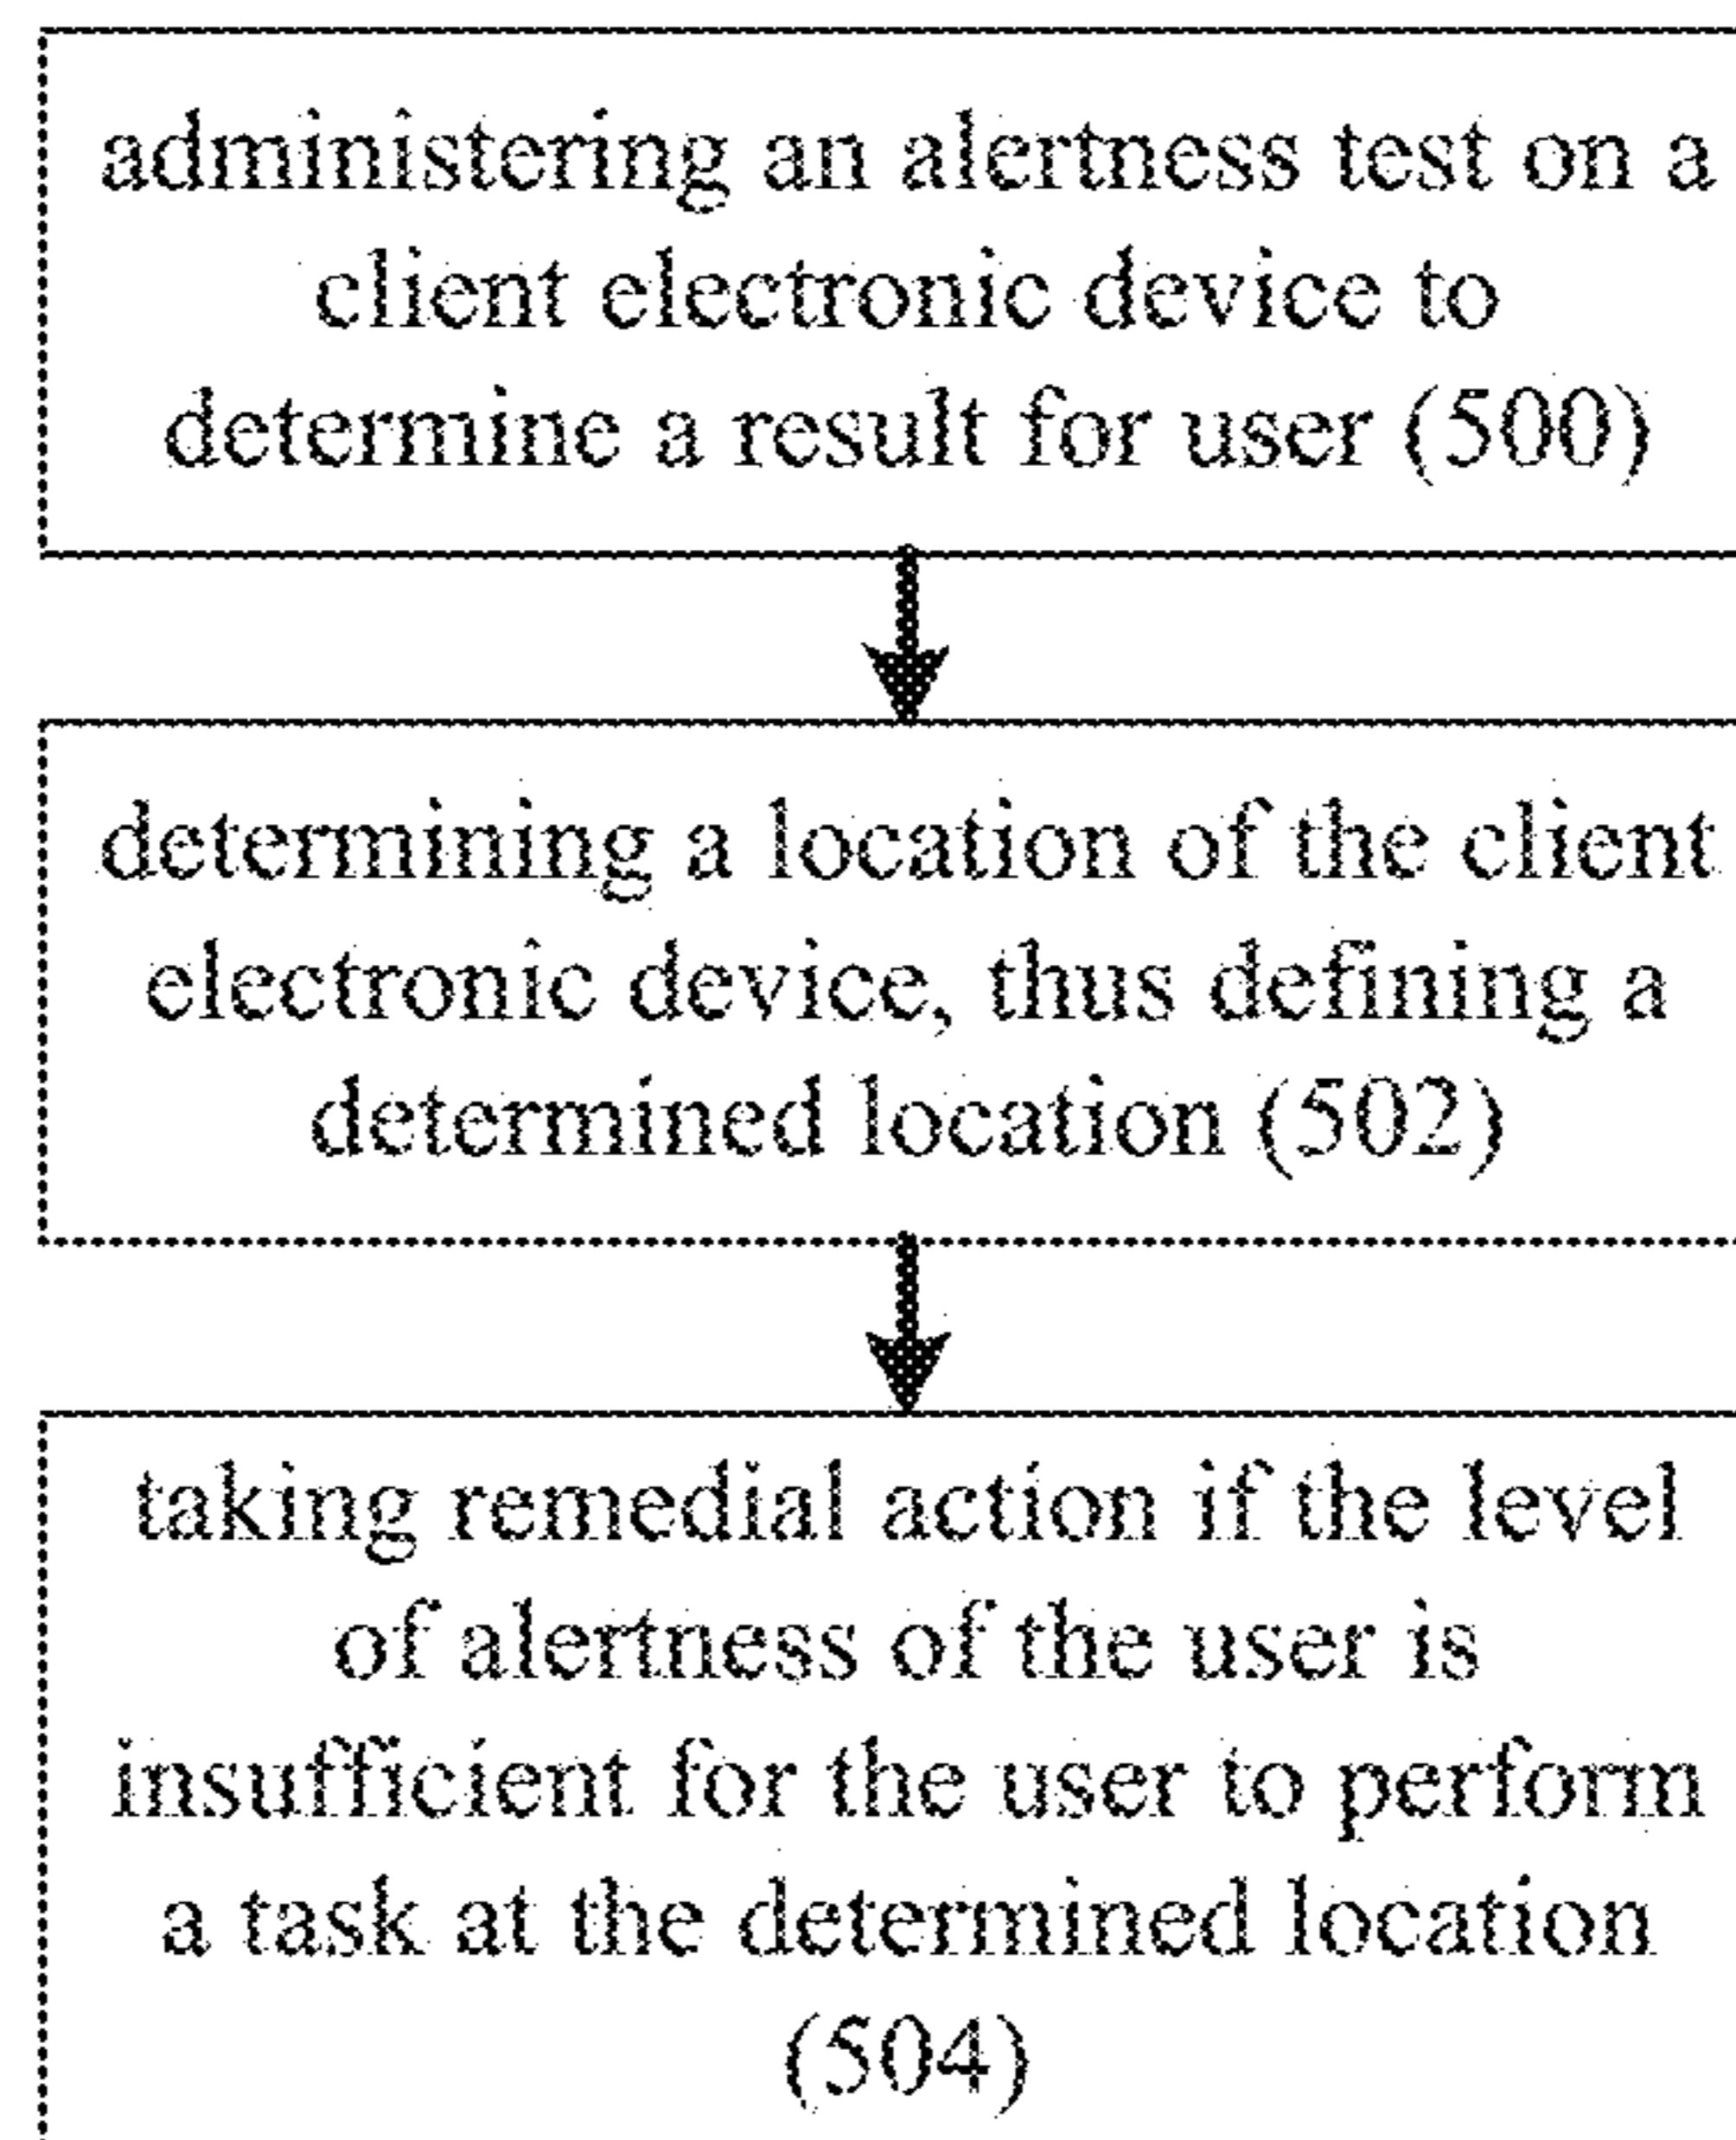 administering an alertness test on a
client electronic device to
determine a result for user (500)
determining a location of the client
electronic device, thus defining a
determined location (502)
taking remedial action if the level
of alertness of the user is
insufficient for the user to perform
a task at the determined location
(504)